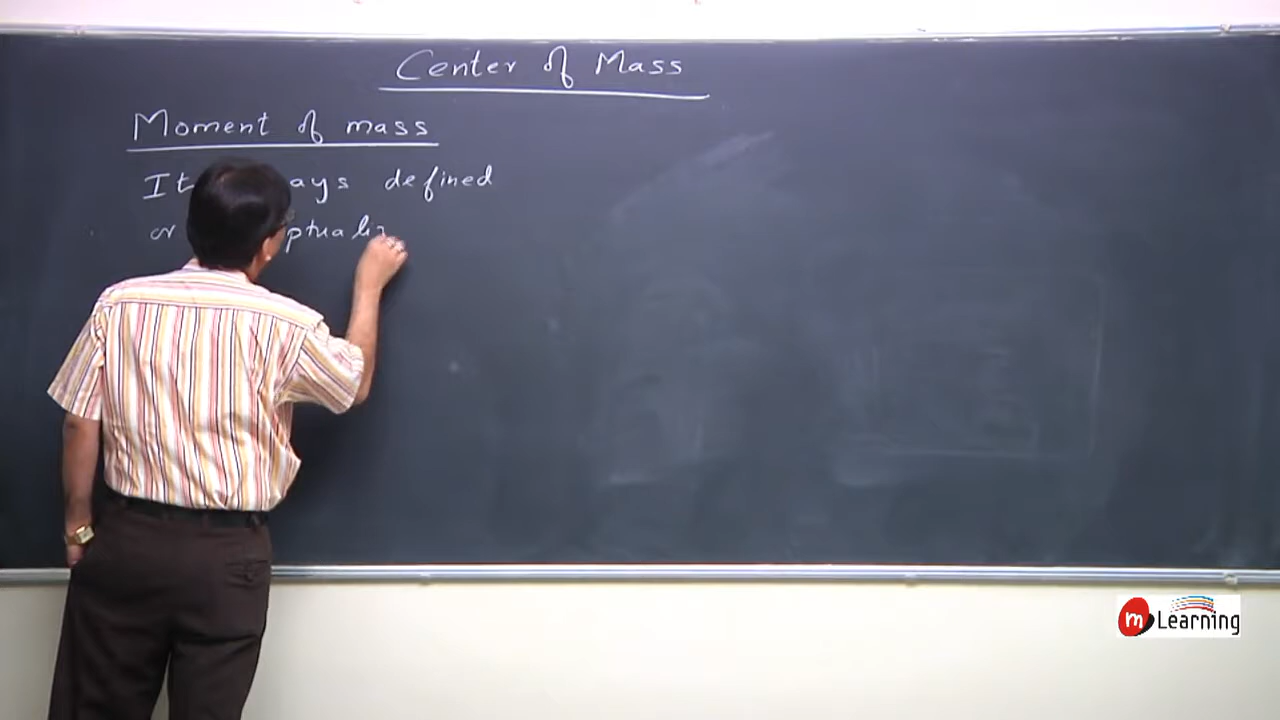 Center of Mass
Moment of mass
It ays defined
or ptualiz
m Learning